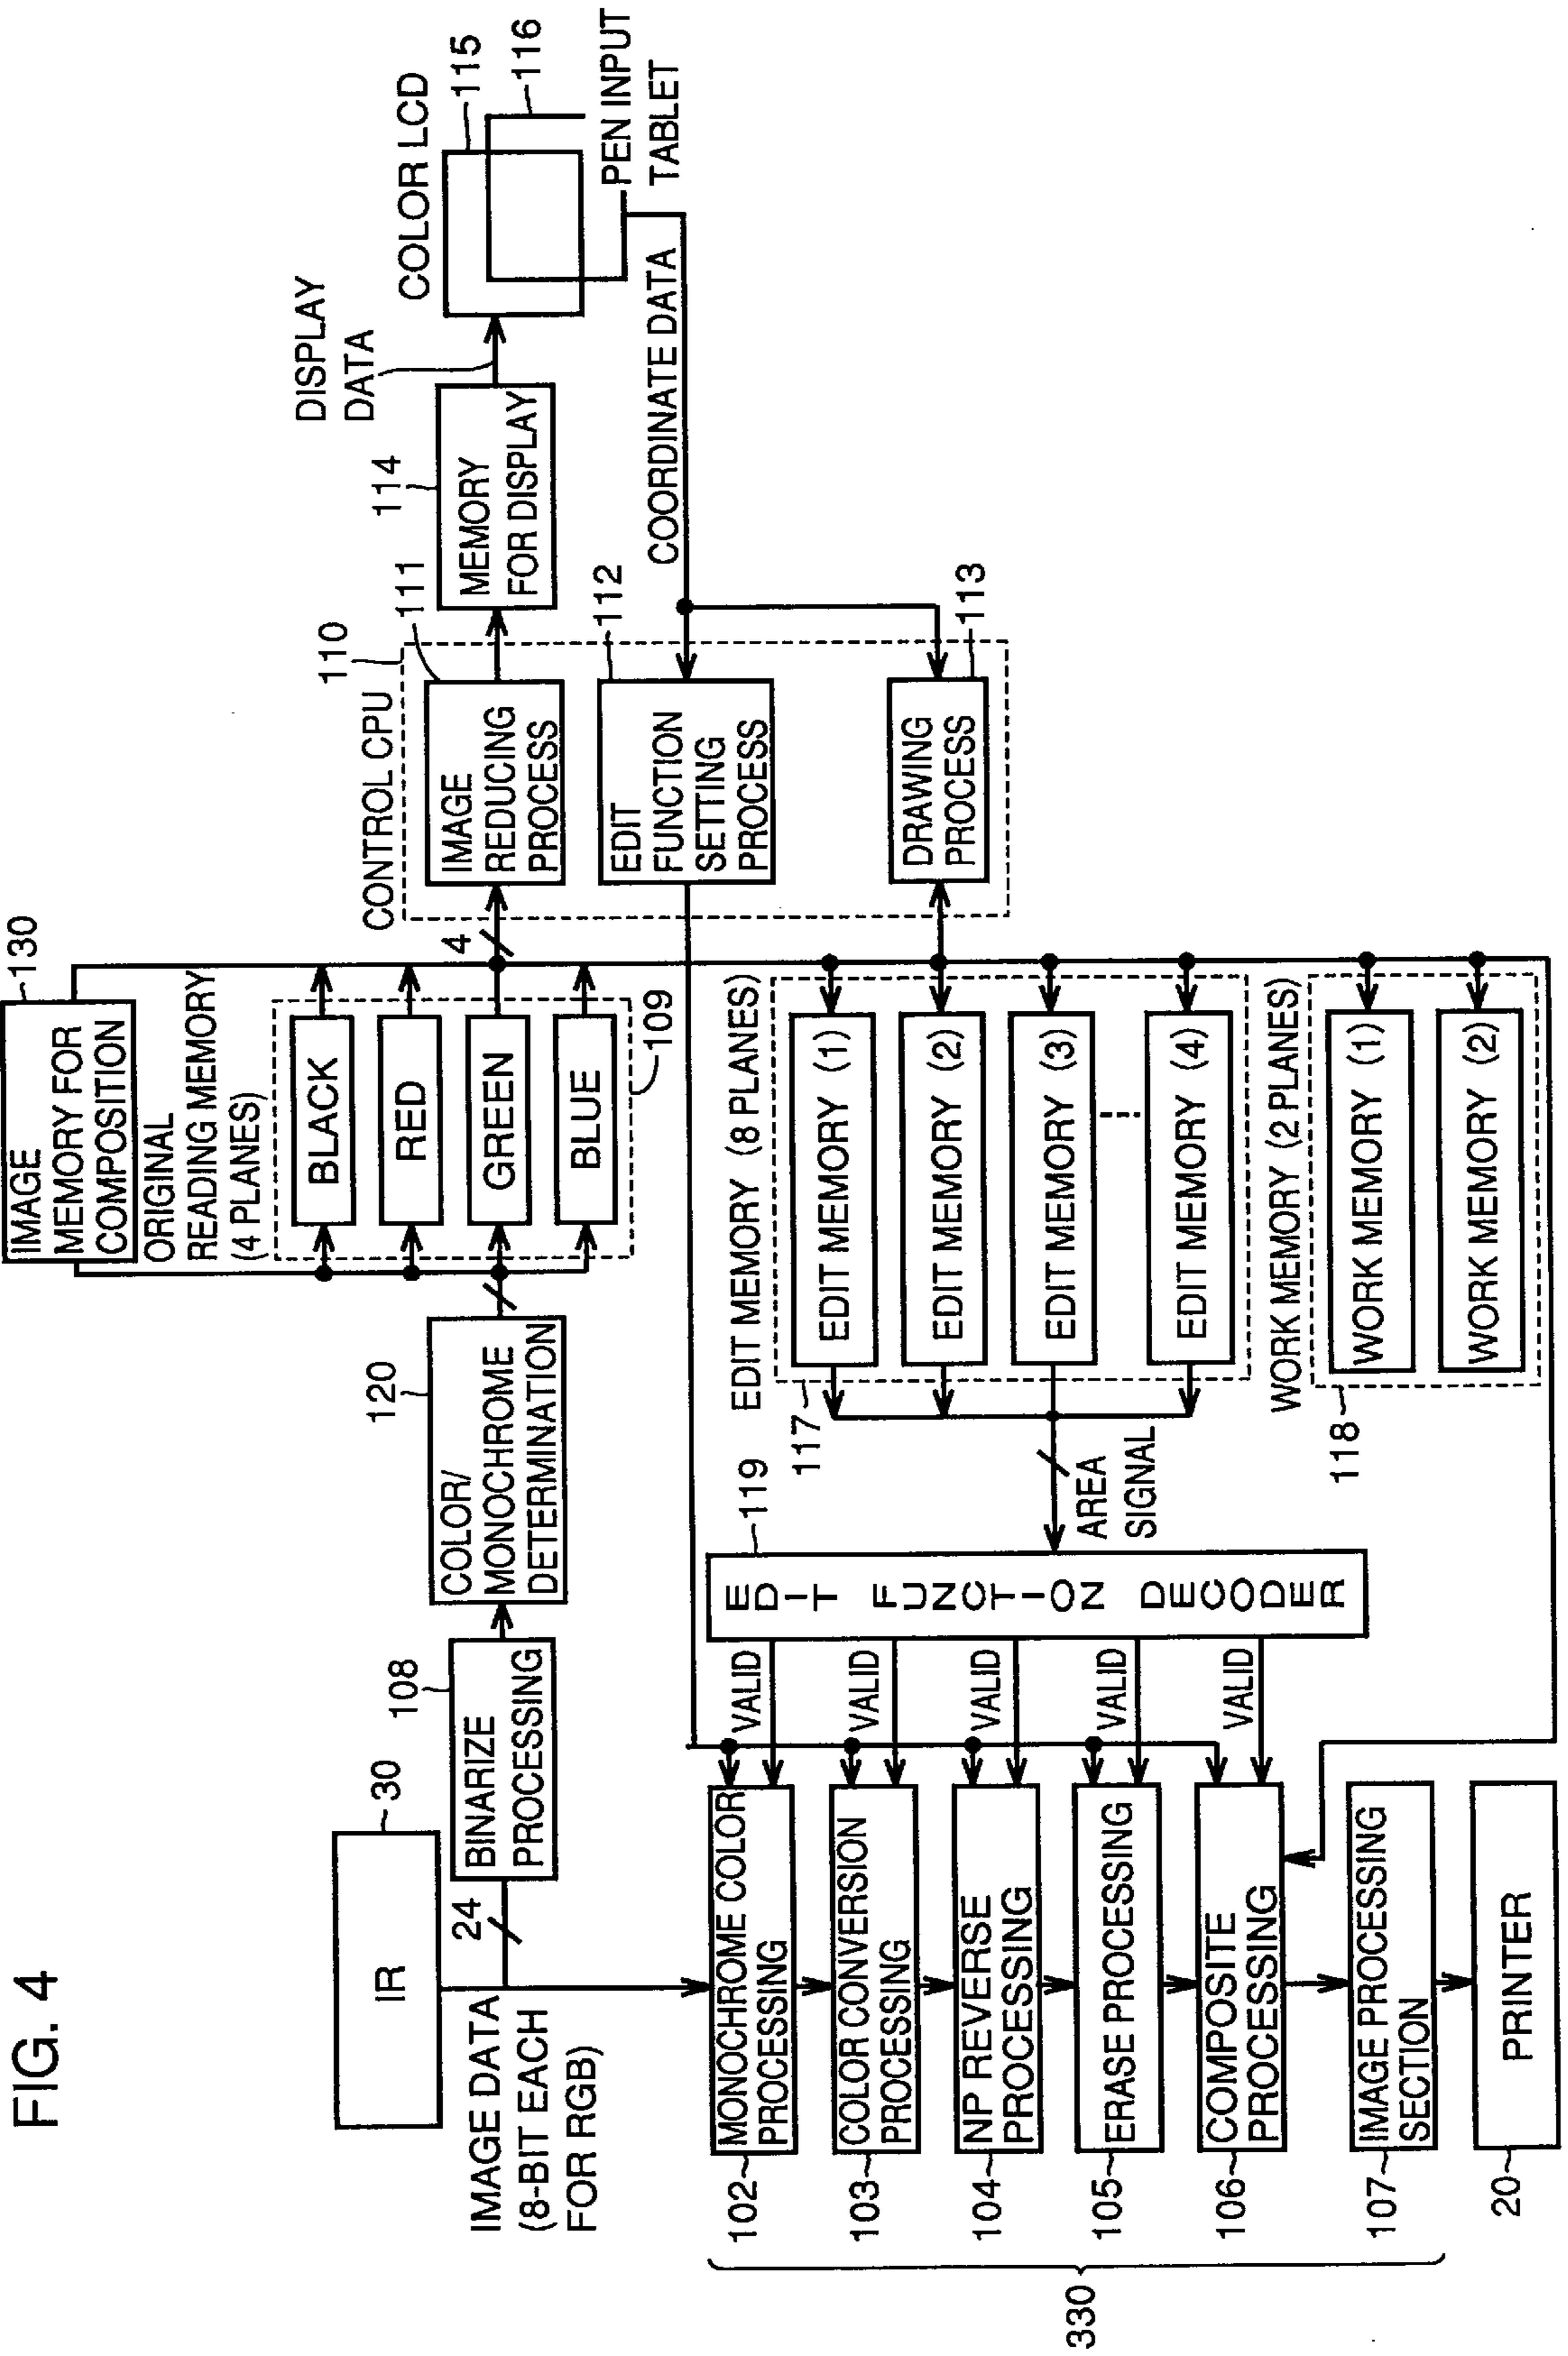 FIG. 4
IR
30
IMAGE DATA
(8-BIT EACH
FOR RGB)
24
BINARIZE
PROCESSING
108
COLOR/
MONOCHROME
DETERMINATION
120
IMAGE
MEMORY FOR
COMPOSITION
130
ORIGINAL
READING MEMORY
(4 PLANES)
BLACK
RED
GREEN
BLUE
109
4
CONTROL CPU
110
IMAGE
REDUCING
PROCESS
111
EDIT
FUNCTION
SETTING
PROCESS
112
DRAWING
PROCESS
113
MEMORY
FOR DISPLAY
114
DISPLAY
DATA
COLOR LCD
115
116
PEN INPUT
TABLET
COORDINATE DATA
EDIT MEMORY (8 PLANES)
EDIT MEMORY (1)
EDIT MEMORY (2)
EDIT MEMORY (3)
EDIT MEMORY (4)
117
WORK MEMORY (2 PLANES)
WORK MEMORY (1)
WORK MEMORY (2)
118
AREA
SIGNAL
119
EDIT FUNCTION DECODER
VALID
VALID
VALID
VALID
VALID
102
MONOCHROME COLOR
PROCESSING
103
COLOR CONVERSION
PROCESSING
104
NP REVERSE
PROCESSING
105
ERASE PROCESSING
106
COMPOSITE
PROCESSING
107
IMAGE PROCESSING
SECTION
20
PRINTER
330